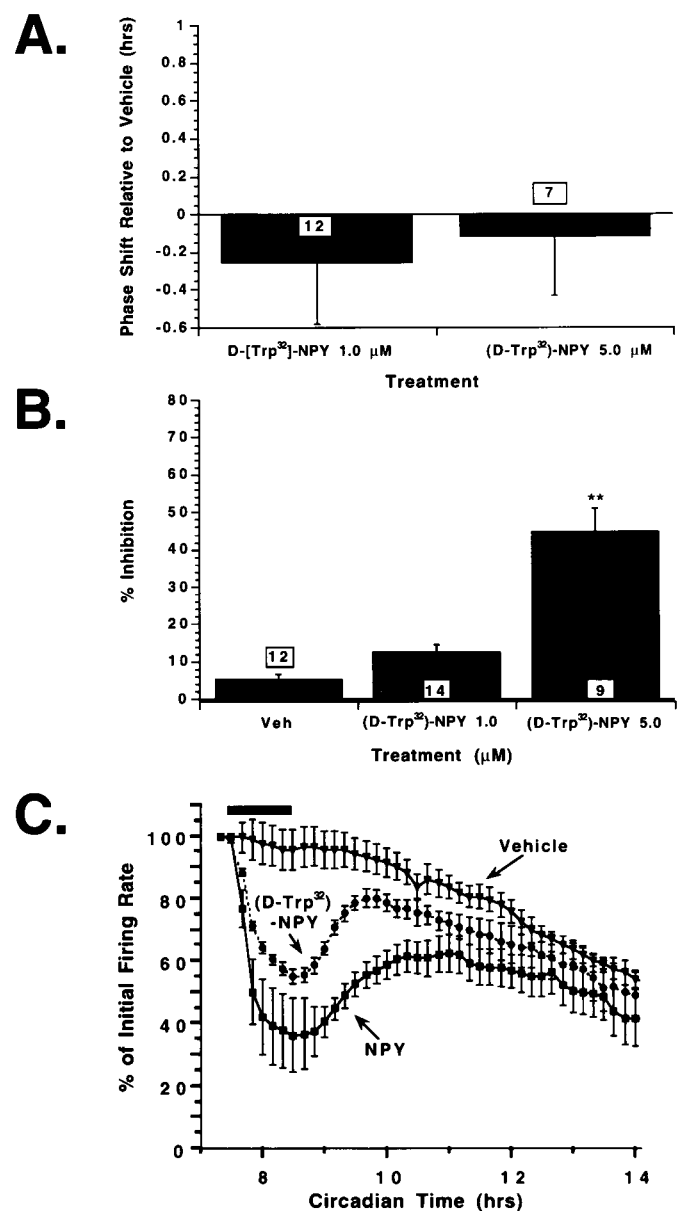 A.
Phase Shift Relative to Vehicle (hrs)
1
0.8
0.6
0.4
0.2
0
-0.2
-0.4
-0.6
12
7
D-[Trp³²]-NPY 1.0 µM
(D-Trp³²)-NPY 5.0 µM
Treatment
B.
% Inhibition
80
70
60
50
40
30
20
10
0
12
14
**
9
Veh
(D-Trp³²)-NPY 1.0
(D-Trp³²)-NPY 5.0
Treatment (µM)
C.
% of Initial Firing Rate
100
80
60
40
20
0
Vehicle
(D-Trp³²)
-NPY
NPY
8
10
12
14
Circadian Time (hrs)